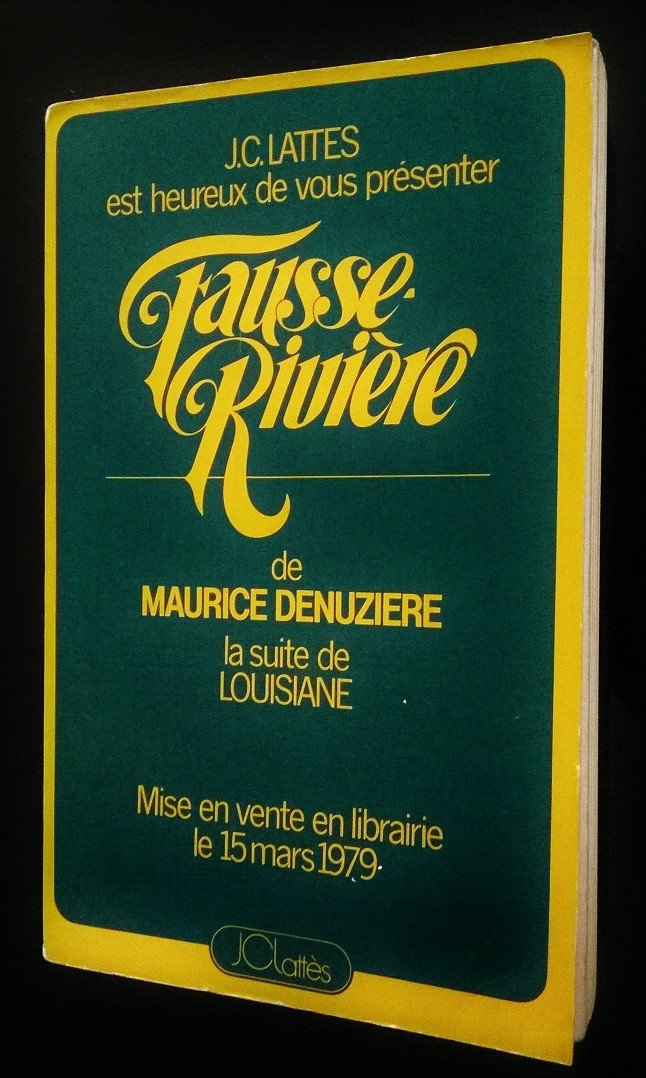 J.C. LATTES
est heureux de vous présenter
Fausse-
Rivière
de
MAURICE DENUZIERE
la suite de
LOUISIANE
Mise en vente en librairie
le 15 mars 1979
JCLattès